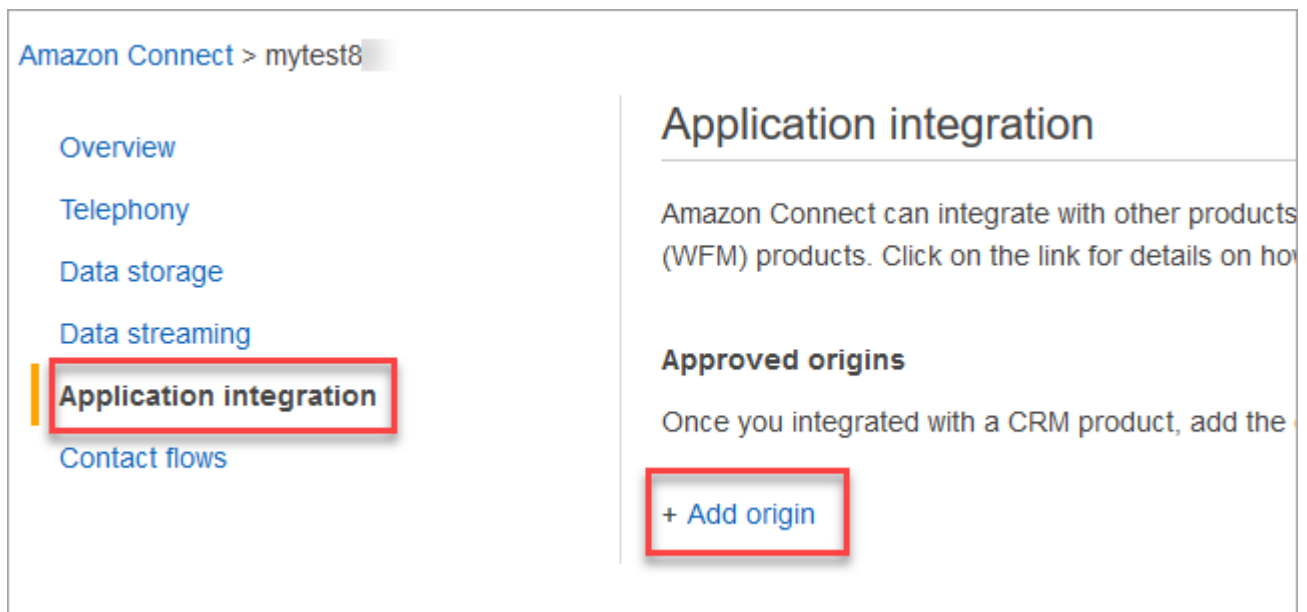 Amazon Connect > mytest8
Overview
Telephony
Data storage
Data streaming
Application integration
Contact flows
Application integration
Amazon Connect can integrate with other products
(WFM) products. Click on the link for details on
Approved origins
Once you integrated with a CRM product, add the
+ Add origin